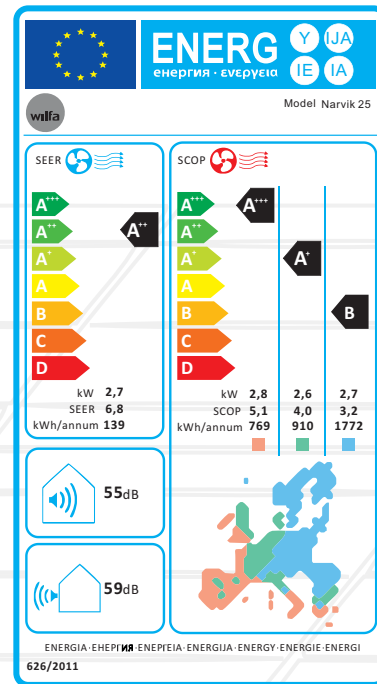 ENERG
енергия · ενεργεια
Y IJA
IE IA
wilfa
Model Narvik 25
SEER
SCOP
A+++
A++
A+
A
B
C
D
A++
A+++
A++
A+
A
B
C
D
A+++
A+
B
kW 2,7
SEER 6,8
kWh/annum 139
kW 2,8 2,6 2,7
SCOP 5,1 4,0 3,2
kWh/annum 769 910 1772
55dB
59dB
ENERGIA·ЕНЕРГИЯ·ΕΝΕΡΓΕΙΑ·ENERGIJA·ENERGY·ENERGIE·ENERGI
626/2011